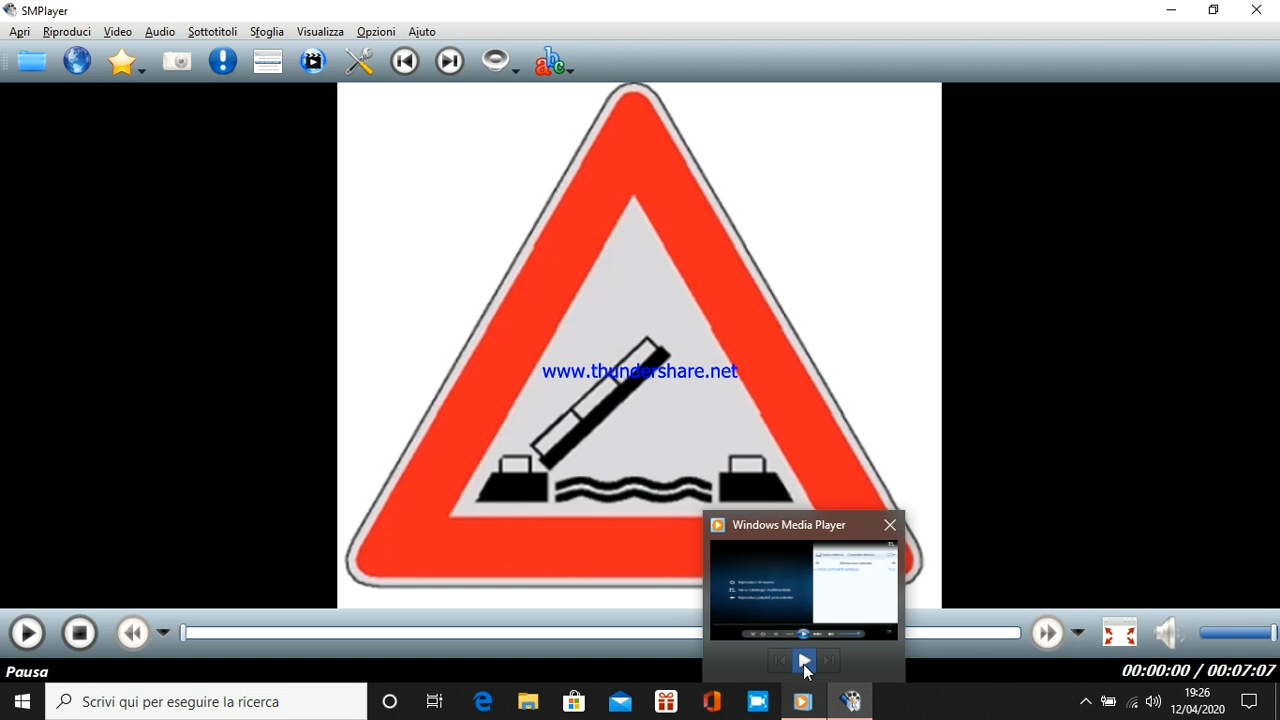 SMPlayer
Apri Riproduci Video Audio Sottotitoli Sfoglia Visualizza Opzioni Aiuto
abc
www.thundershare.net
Windows Media Player
Pausa
00:00:00 / 00:07:07
Scrivi qui per eseguire la ricerca
19:26
12/04/2020